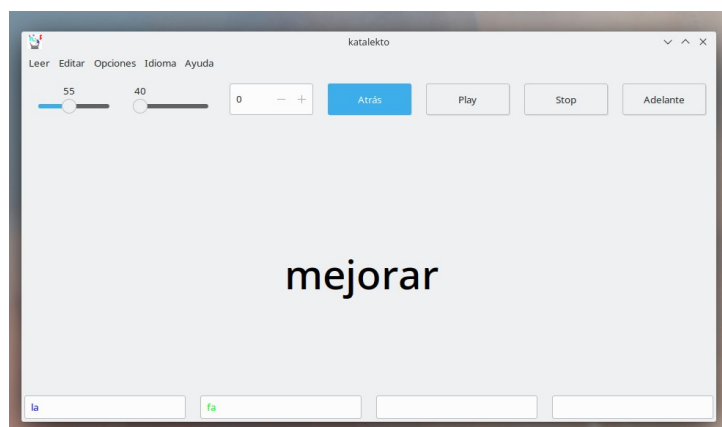 katalekto
Leer Editar Opciones Idioma Ayuda
55 40
0 Atrás Play Stop Adelante
mejorar
la fa